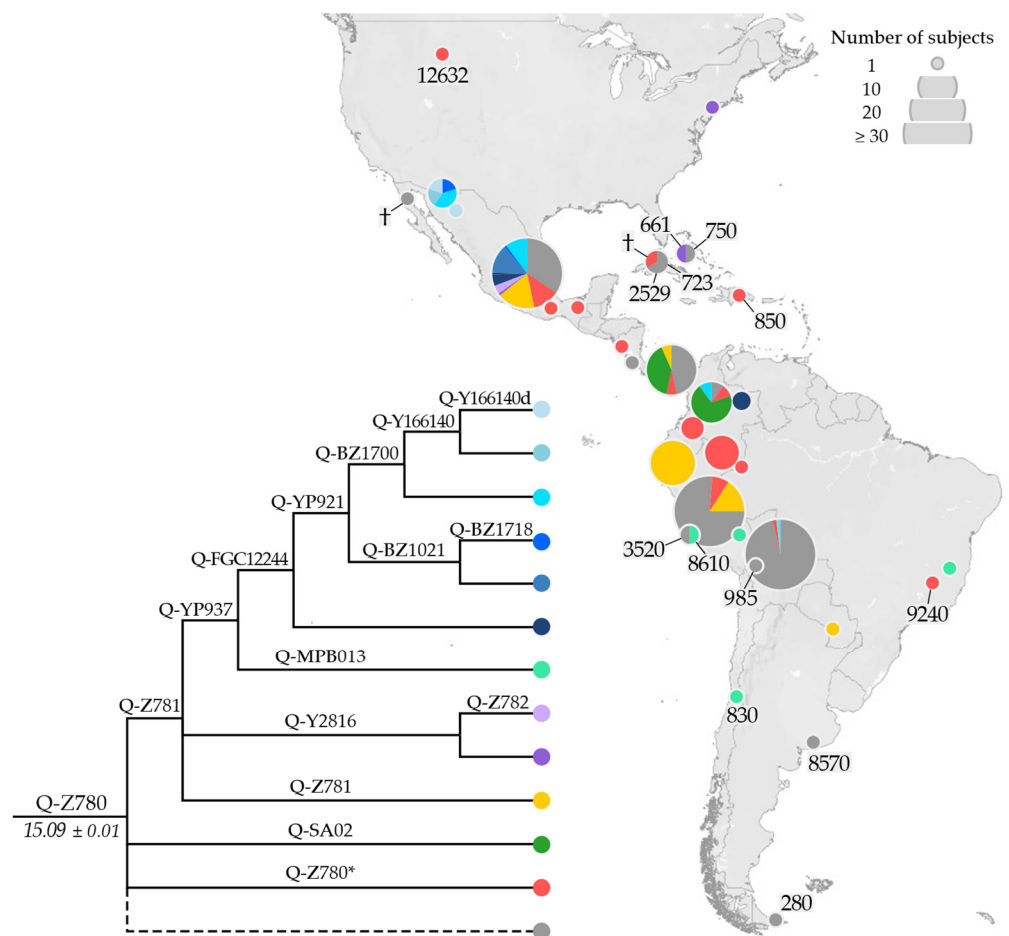 Number of subjects
1
10
20
≥ 30
12632
†
661
750
†
723
2529
850
Q-Y166140d
Q-Y166140
Q-BZ1700
Q-YP921
Q-BZ1718
Q-BZ1021
Q-FGC12244
Q-YP937
Q-MPB013
Q-Z781
Q-Z782
Q-Y2816
Q-Z781
Q-Z780
15.09 ± 0.01
Q-SA02
Q-Z780*
3520
8610
985
9240
830
8570
280